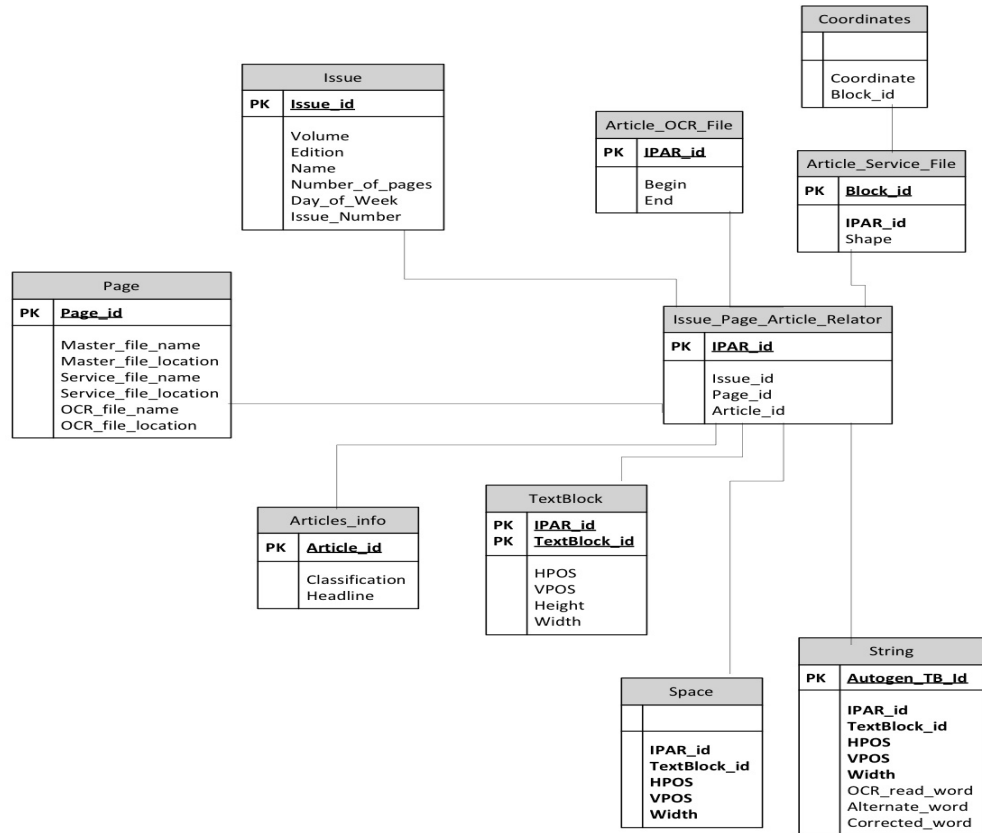 Coordinates
Coordinate
Block_id
Issue
PK Issue_id
Volume
Edition
Name
Number_of_pages
Day_of_Week
Issue_Number
Article_OCR_File
PK IPAR_id
Begin
End
Article_Service_File
PK Block_id
IPAR_id
Shape
Page
PK Page_id
Master_file_name
Master_file_location
Service_file_name
Service_file_location
OCR_file_name
OCR_file_location
Issue_Page_Article_Relator
PK IPAR_id
Issue_id
Page_id
Article_id
Articles_info
PK Article_id
Classification
Headline
TextBlock
PK IPAR_id
PK TextBlock_id
HPOS
VPOS
Height
Width
Space
IPAR_id
TextBlock_id
HPOS
VPOS
Width
String
PK Autogen_TB_Id
IPAR_id
TextBlock_id
HPOS
VPOS
Width
OCR_read_word
Alternate_word
Corrected_word